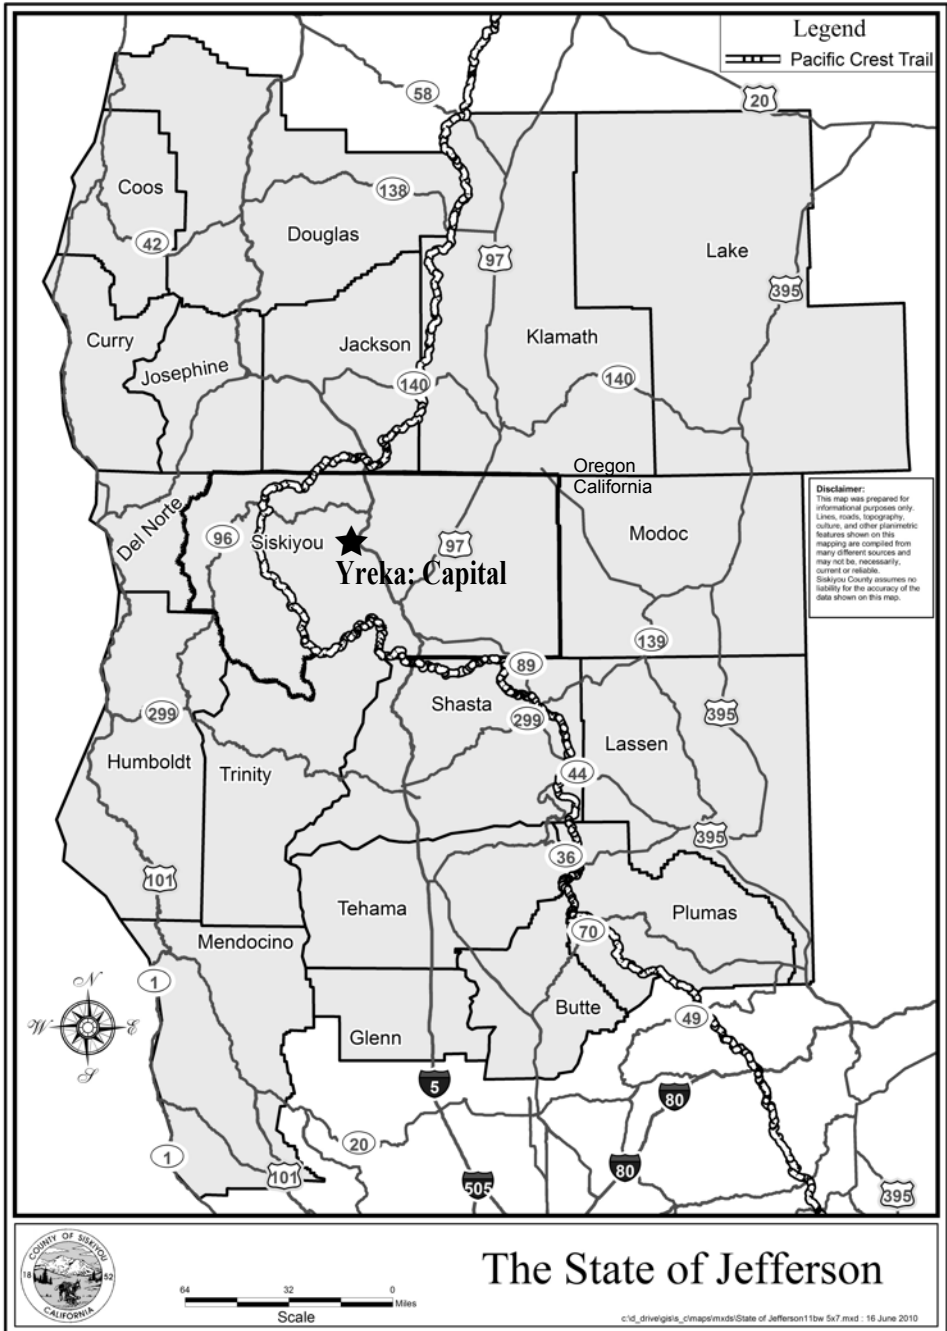 Legend
Pacific Crest Trail
58
20
Coos
138
42
Douglas
97
Lake
395
Curry
Josephine
Jackson
Klamath
140
140
Oregon
California
Del Norte
96
Siskiyou
97
Modoc
Yreka: Capital
Disclaimer:
This map was prepared for
informational purposes only.
Lines, roads, topography,
culture, and other planimetric
features shown on this
mapping are compiled from
many different sources and
may not be, necessarily,
current or reliable.
Siskiyou County assumes no
liability for the accuracy of the
data shown on this map.
139
89
Shasta
299
299
395
Lassen
Humboldt
Trinity
44
395
36
101
Tehama
Plumas
Mendocino
70
1
N
W
E
S
Butte
49
Glenn
5
80
20
1
101
80
505
395
COUNTY OF SISKIYOU
18 52
CALIFORNIA
64 32 0
Miles
Scale
The State of Jefferson
c:\d_drive\gis\s_c\maps\mxds\State of Jefferson11bw 5x7.mxd : 16 June 2010